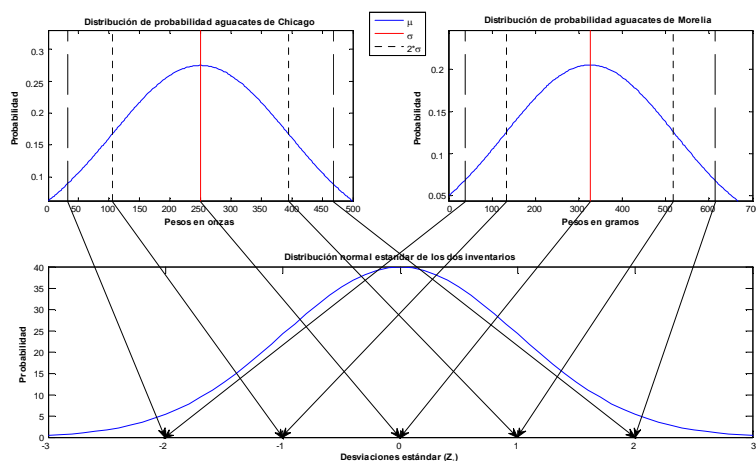 Distribución de probabilidad aguacates de Chicago
μ
σ
2*σ
Distribución de probabilidad aguacates de Morelia
Probabilidad
0.3
0.25
0.2
0.15
0.1
0 50 100 150 200 250 300 350 400 450 500
Pesos en onzas
Probabilidad
0.2
0.15
0.1
0.05
0 100 200 300 400 500 600 700
Pesos en gramos
Distribución normal estándar de los dos inventarios
Probabilidad
40
35
30
25
20
15
10
5
0
-3 -2 -1 0 1 2 3